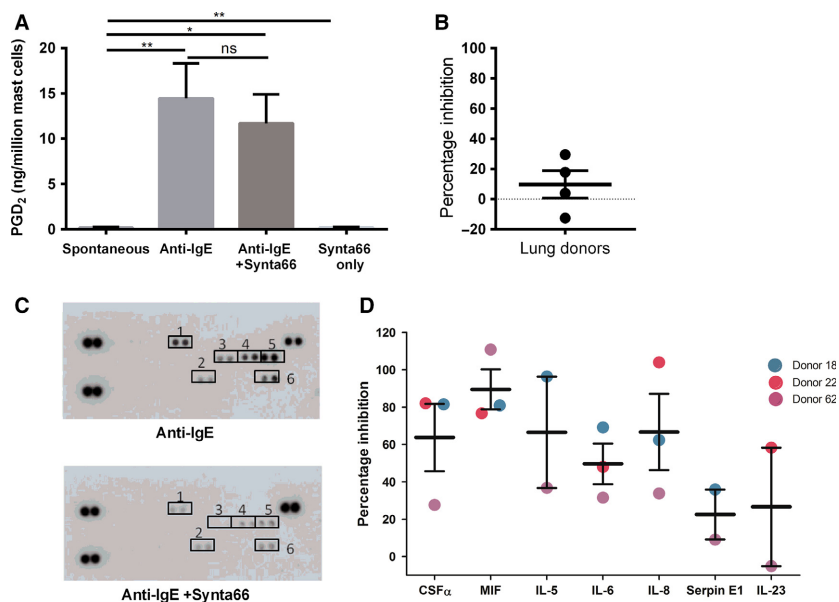 A
PGD2 (ng/million mast cells)
20
15
10
5
0
**
*
**
ns
Spontaneous
Anti-IgE
Anti-IgE
+Synta66
Synta66
only
B
Percentage inhibition
100
80
60
40
20
0
−20
Lung donors
C
1
2
3
4
5
6
Anti-IgE
1
2
3
4
5
6
Anti-IgE +Synta66
D
Percentage inhibition
120
100
80
60
40
20
0
CSFα
MIF
IL-5
IL-6
IL-8
Serpin E1
IL-23
Donor 18
Donor 22
Donor 62